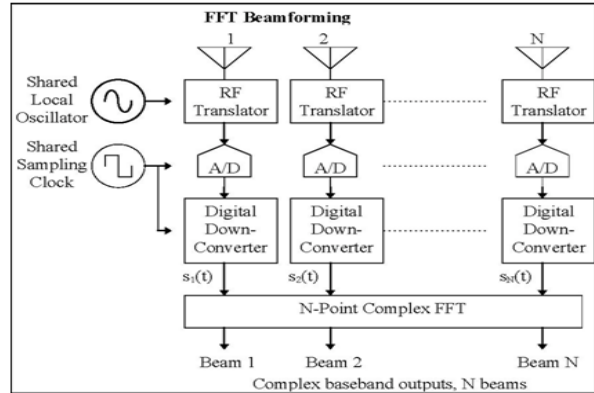 FFT Beamforming
1 2 N
Shared
Local
Oscillator
RF
Translator
RF
Translator
RF
Translator
Shared
Sampling
Clock
A/D
A/D
A/D
Digital
Down-
Converter
Digital
Down-
Converter
Digital
Down-
Converter
s₁(t) s₂(t) s_N(t)
N-Point Complex FFT
Beam 1 Beam 2 Beam N
Complex baseband outputs, N beams